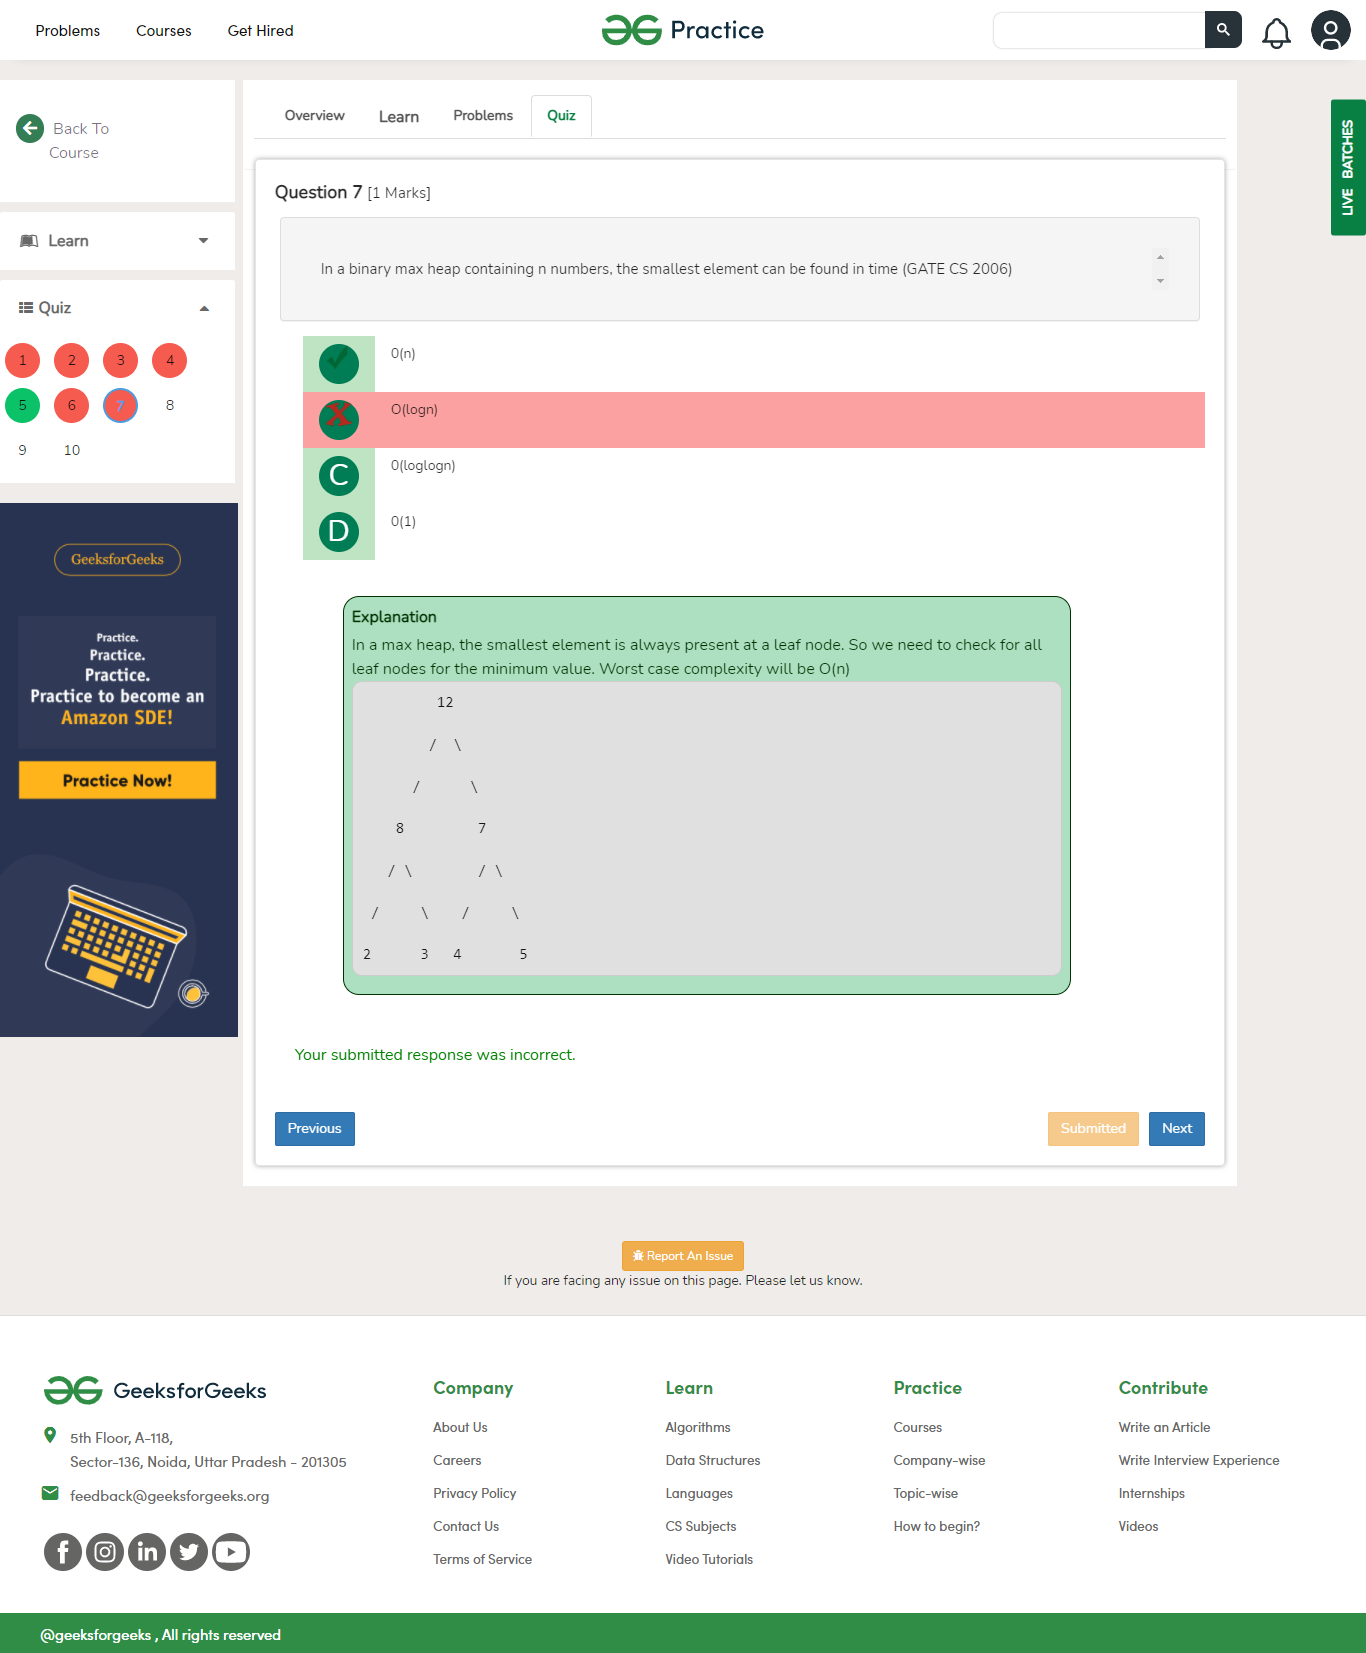 Problems Courses Get Hired Practice
Overview Learn Problems Quiz
LIVE BATCHES
Back To
Course
Learn
Quiz
1 2 3 4
5 6 7 8
9 10
GeeksforGeeks
Practice.
Practice.
Practice.
Practice to become an
Amazon SDE!
Practice Now!
Question 7 [1 Marks]
In a binary max heap containing n numbers, the smallest element can be found in time (GATE CS 2006)
0(n)
X O(logn)
C 0(loglogn)
D 0(1)
Explanation
In a max heap, the smallest element is always present at a leaf node. So we need to check for all
leaf nodes for the minimum value. Worst case complexity will be O(n)
12
/ \
/ \
8 7
/ \ / \
/ \ / \
2 3 4 5
Your submitted response was incorrect.
Previous Submitted Next
Report An Issue
If you are facing any issue on this page. Please let us know.
GeeksforGeeks
5th Floor, A-118,
Sector-136, Noida, Uttar Pradesh - 201305
feedback@geeksforgeeks.org
Company
About Us
Careers
Privacy Policy
Contact Us
Terms of Service
Learn
Algorithms
Data Structures
Languages
CS Subjects
Video Tutorials
Practice
Courses
Company-wise
Topic-wise
How to begin?
Contribute
Write an Article
Write Interview Experience
Internships
Videos
@geeksforgeeks , All rights reserved